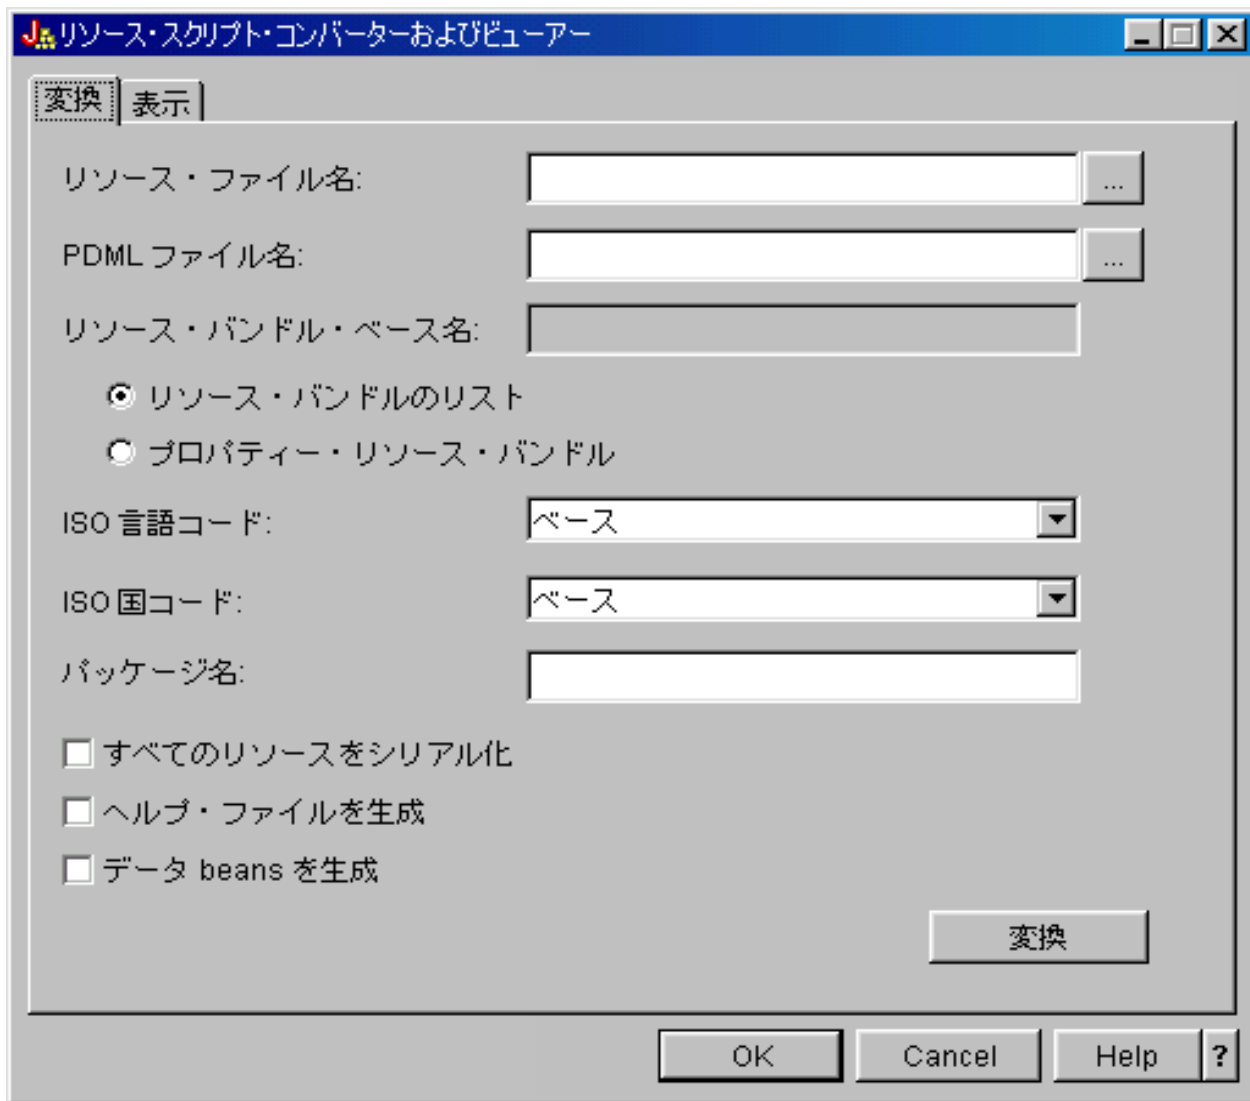 リソース・スクリプト・コンバーターおよびビューアー
変換 表示
リソース・ファイル名: ...
PDML ファイル名: ...
リソース・バンドル・ベース名:
リソース・バンドルのリスト
プロパティー・リソース・バンドル
ISO 言語コード: ベース
ISO 国コード: ベース
パッケージ名:
すべてのリソースをシリアル化
ヘルプ・ファイルを生成
データ beans を生成
変換
OK Cancel Help ?